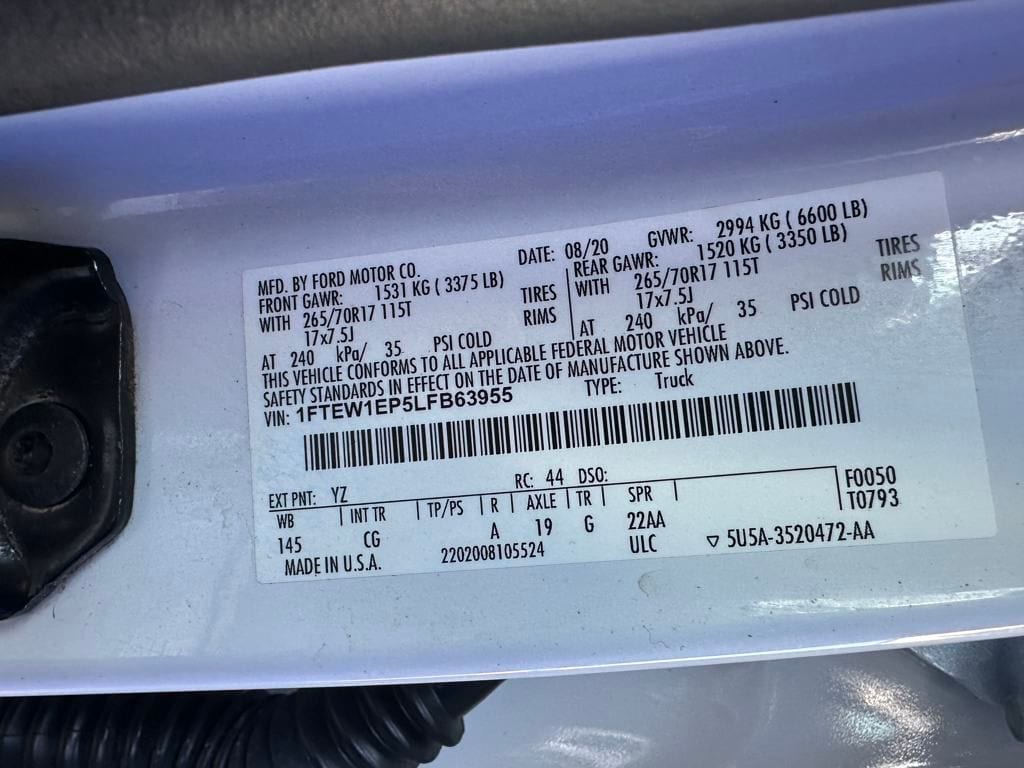 MFD. BY FORD MOTOR CO. DATE: 08/20 GVWR: 2994 KG ( 6600 LB)
FRONT GAWR: 1531 KG ( 3375 LB) REAR GAWR: 1520 KG ( 3350 LB)
WITH 265/70R17 115T TIRES WITH 265/70R17 115T TIRES
17x7.5J RIMS 17x7.5J RIMS
AT 240 kPa/ 35 PSI COLD AT 240 kPa/ 35 PSI COLD
THIS VEHICLE CONFORMS TO ALL APPLICABLE FEDERAL MOTOR VEHICLE
SAFETY STANDARDS IN EFFECT ON THE DATE OF MANUFACTURE SHOWN ABOVE.
VIN: 1FTEW1EP5LFB63955 TYPE: Truck
EXT PNT: YZ RC: 44 DSO: F0050
WB INT TR TP/PS R AXLE TR SPR T0793
145 CG A 19 G 22AA
MADE IN U.S.A. 2202008105524 ULC ▽ 5U5A-3520472-AA